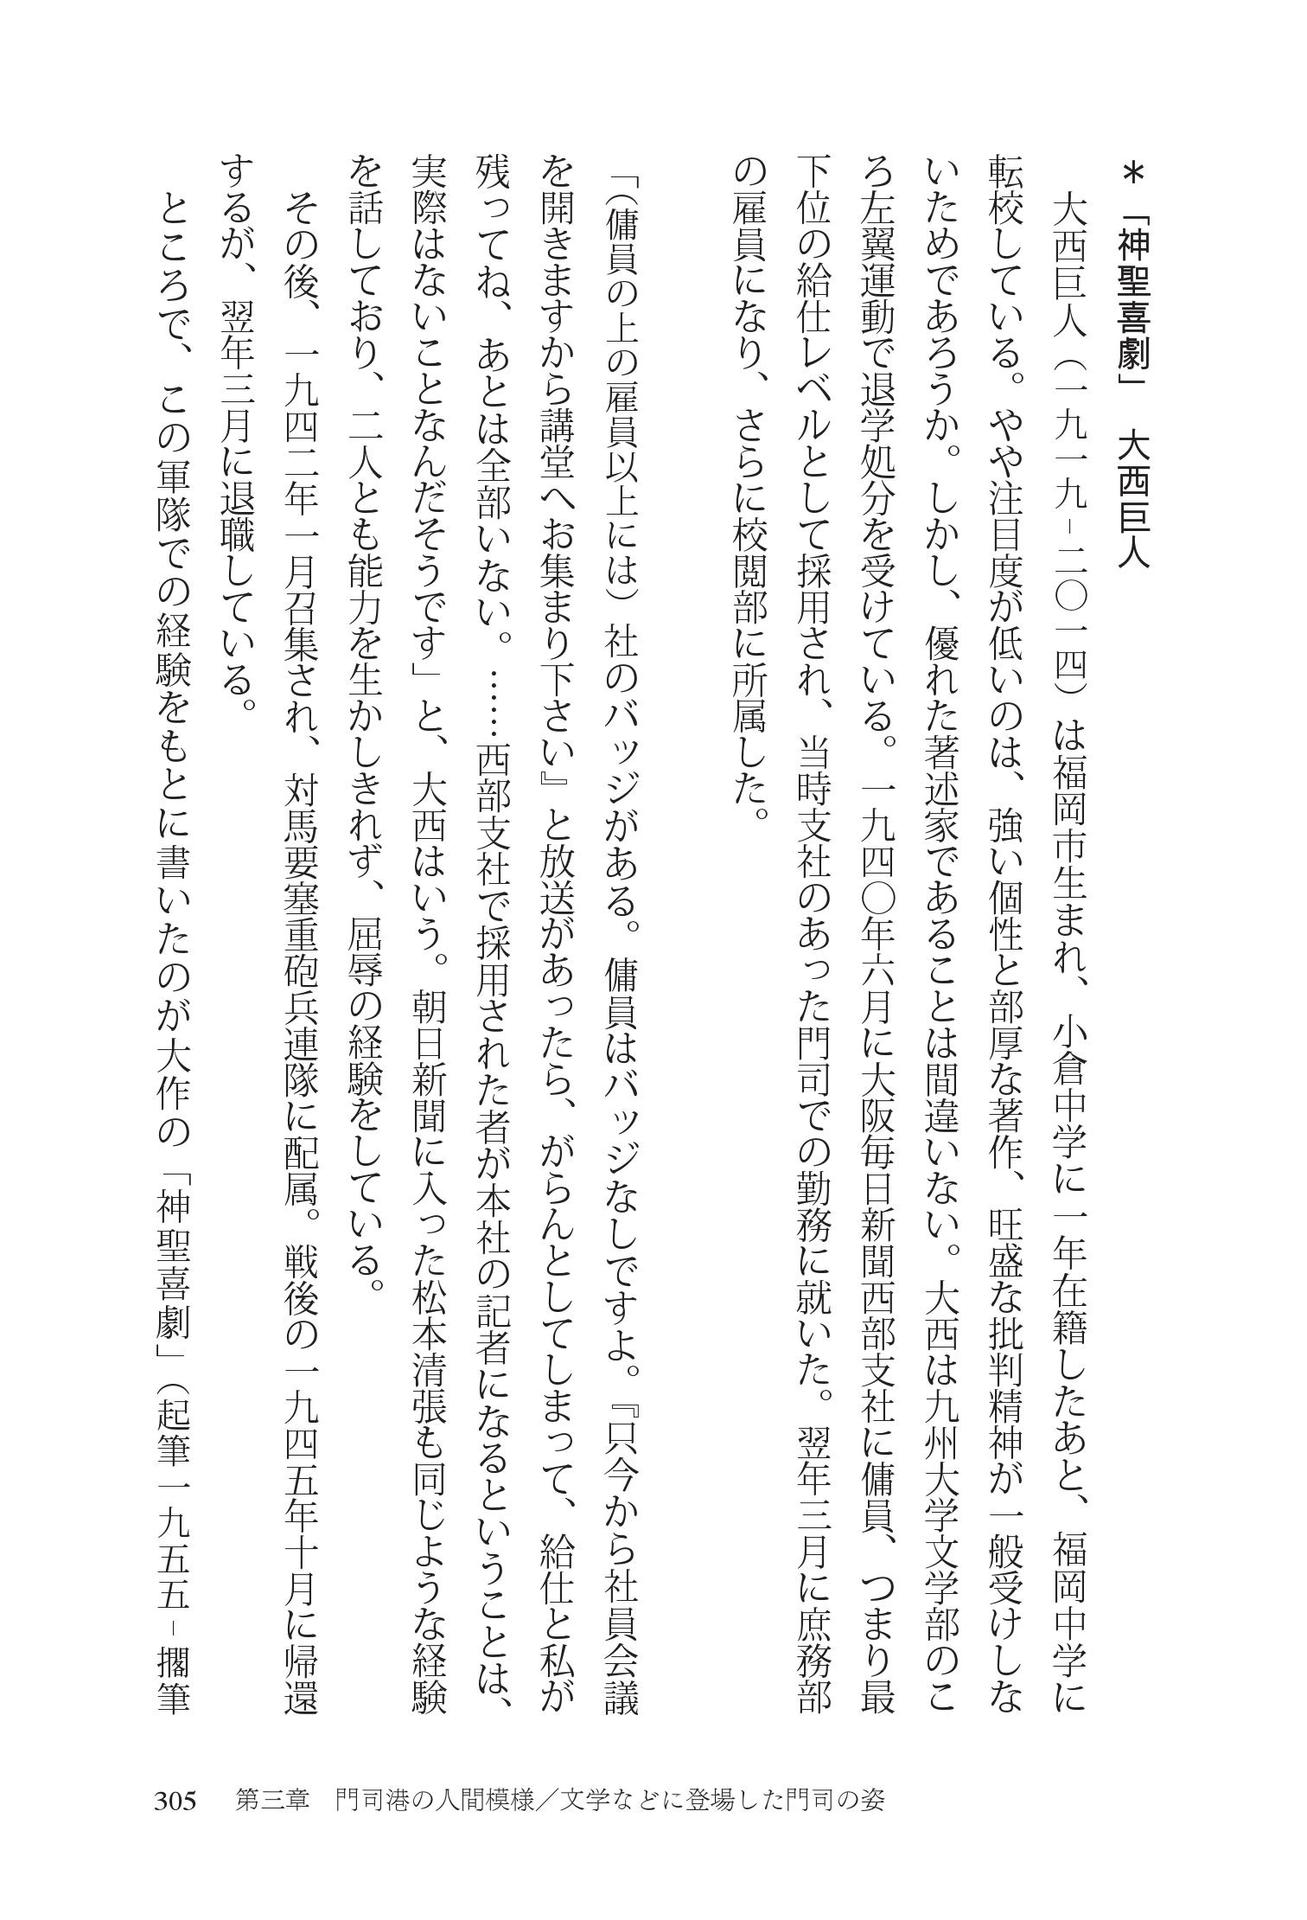 ＊「神聖喜劇」　大西巨人
　大西巨人（一九一九－二〇一四）は福岡市生まれ、小倉中学に一年在籍したあと、福岡中学に
転校している。やや注目度が低いのは、強い個性と部厚な著作、旺盛な批判精神が一般受けしな
いためであろうか。しかし、優れた著述家であることは間違いない。大西は九州大学文学部のこ
ろ左翼運動で退学処分を受けている。一九四〇年六月に大阪毎日新聞西部支社に傭員、つまり最
下位の給仕レベルとして採用され、当時支社のあった門司での勤務に就いた。翌年三月に庶務部
の雇員になり、さらに校閲部に所属した。
「（傭員の上の雇員以上には）社のバッジがある。傭員はバッジなしですよ。『只今から社員会議
を開きますから講堂へお集まり下さい』と放送があったら、がらんとしてしまって、給仕と私が
残ってね、あとは全部いない。……西部支社で採用された者が本社の記者になるということは、
実際はないことなんだそうです」と、大西はいう。朝日新聞に入った松本清張も同じような経験
を話しており、二人とも能力を生かしきれず、屈辱の経験をしている。
　その後、一九四二年一月召集され、対馬要塞重砲兵連隊に配属。戦後の一九四五年十月に帰還
するが、翌年三月に退職している。
　ところで、この軍隊での経験をもとに書いたのが大作の「神聖喜劇」（起筆一九五五－擱筆
305　第三章　門司港の人間模様／文学などに登場した門司の姿